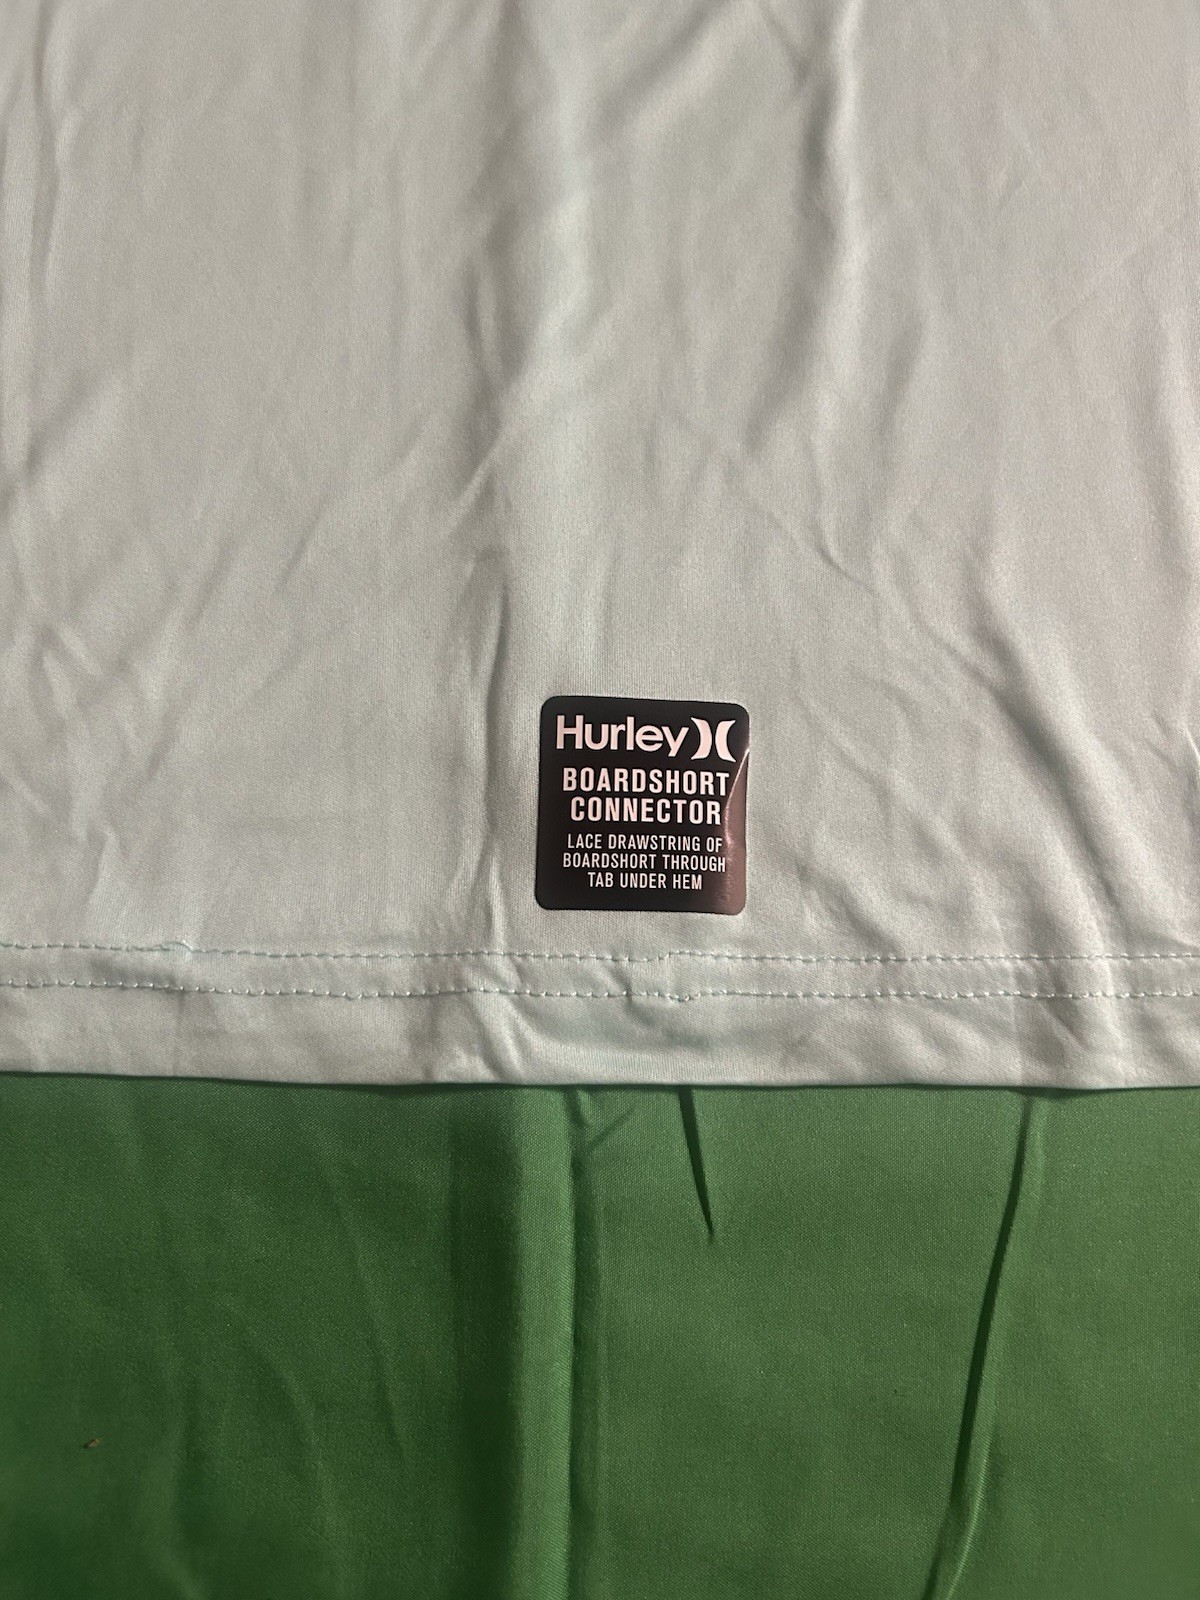 Hurley
BOARDSHORT
CONNECTOR
LACE DRAWSTRING OF
BOARDSHORT THROUGH
TAB UNDER HEM